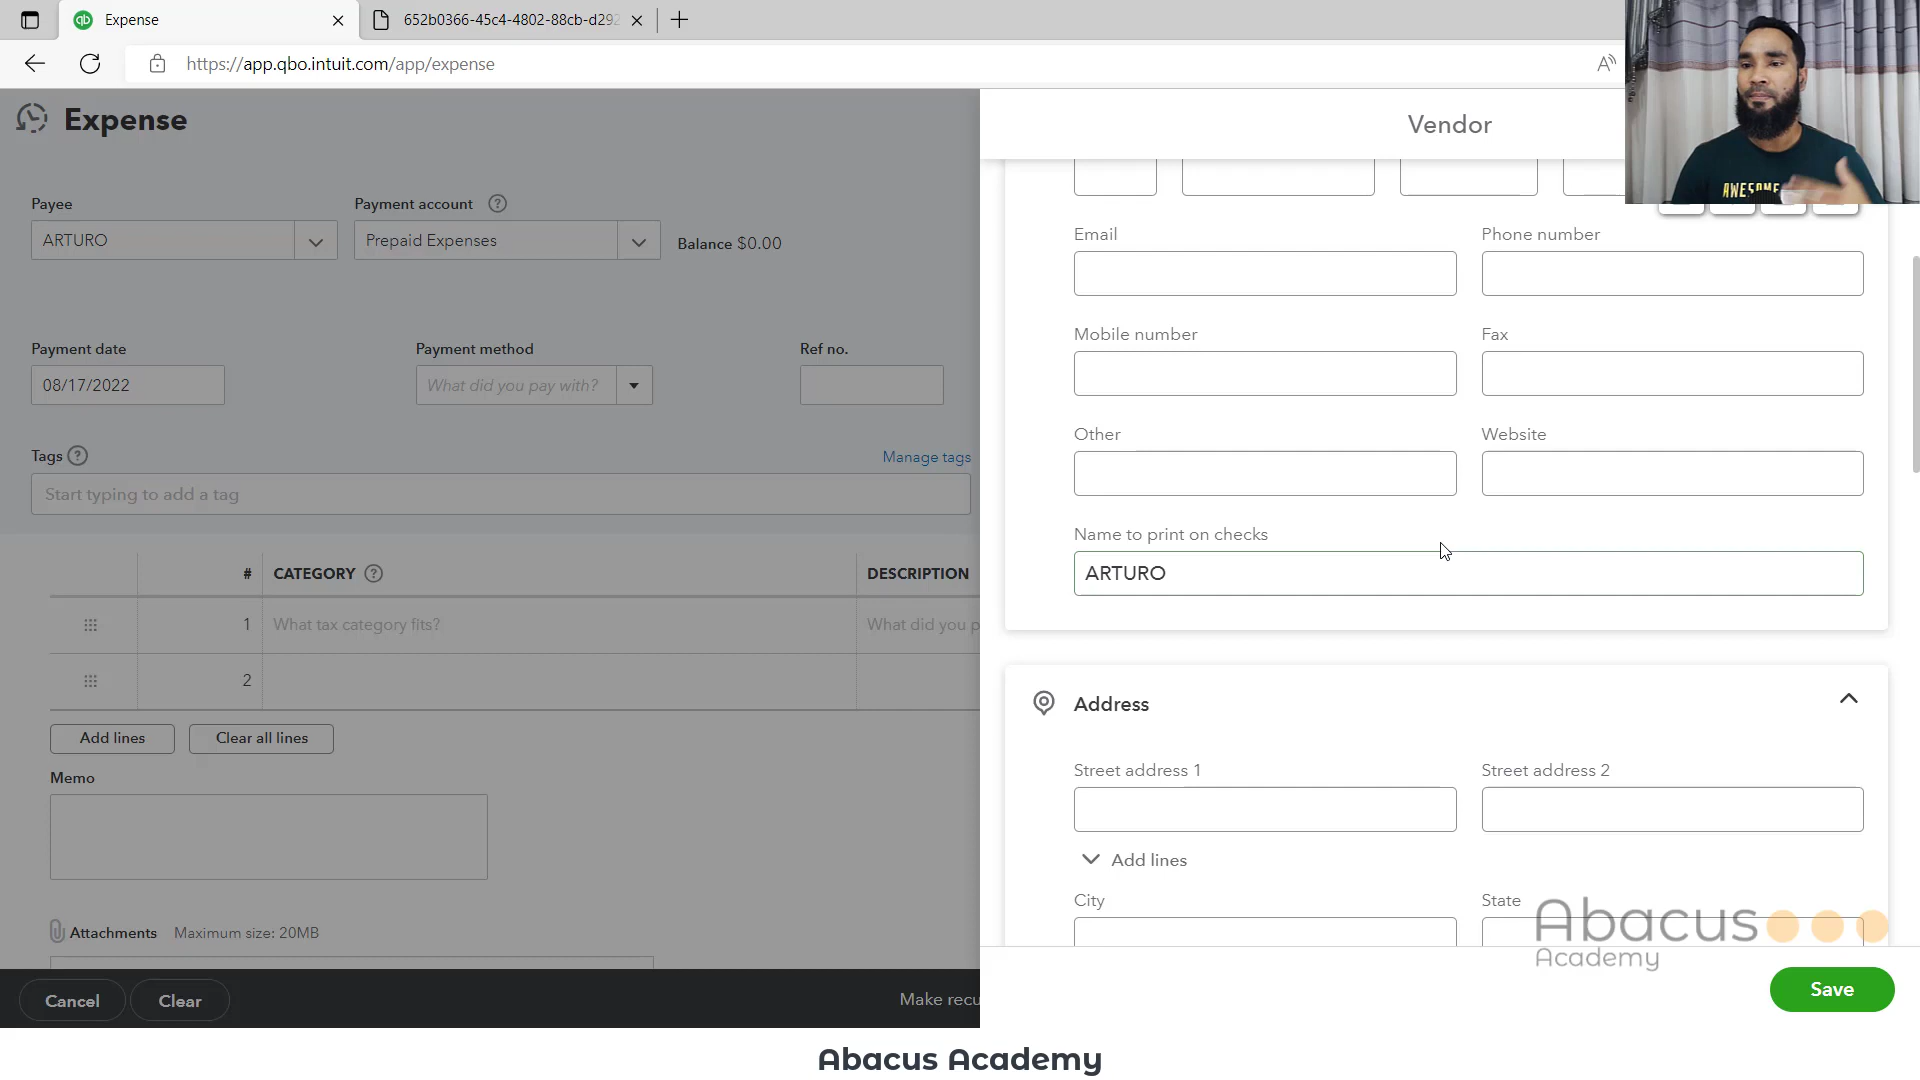 Expense
652b0366-45c4-4802-88cb-d292
https://app.qbo.intuit.com/app/expense
Expense
Vendor
AWESOME
Payee
Payment account
ARTURO
Prepaid Expenses
Balance $0.00
Email
Phone number
Mobile number
Fax
Payment date
Payment method
Ref no.
08/17/2022
What did you pay with?
Other
Website
Tags
Manage tags
Start typing to add a tag
Name to print on checks
ARTURO
#
CATEGORY
DESCRIPTION
1
What tax category fits?
What did you p
2
Address
Add lines
Clear all lines
Memo
Street address 1
Street address 2
Add lines
City
State
Attachments
Maximum size: 20MB
Abacus
Academy
Cancel
Clear
Make recu
Save
Abacus Academy